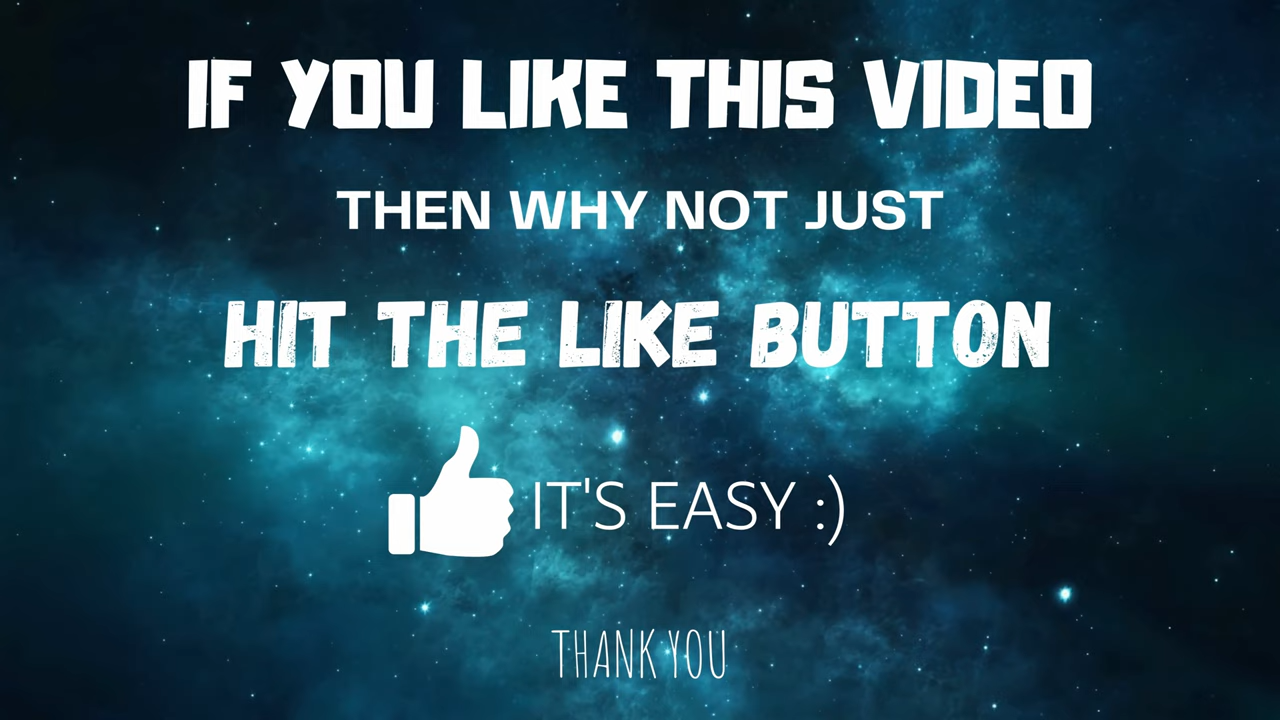 IF YOU LIKE THIS VIDEO
THEN WHY NOT JUST
HIT THE LIKE BUTTON
IT'S EASY :)
THANK YOU